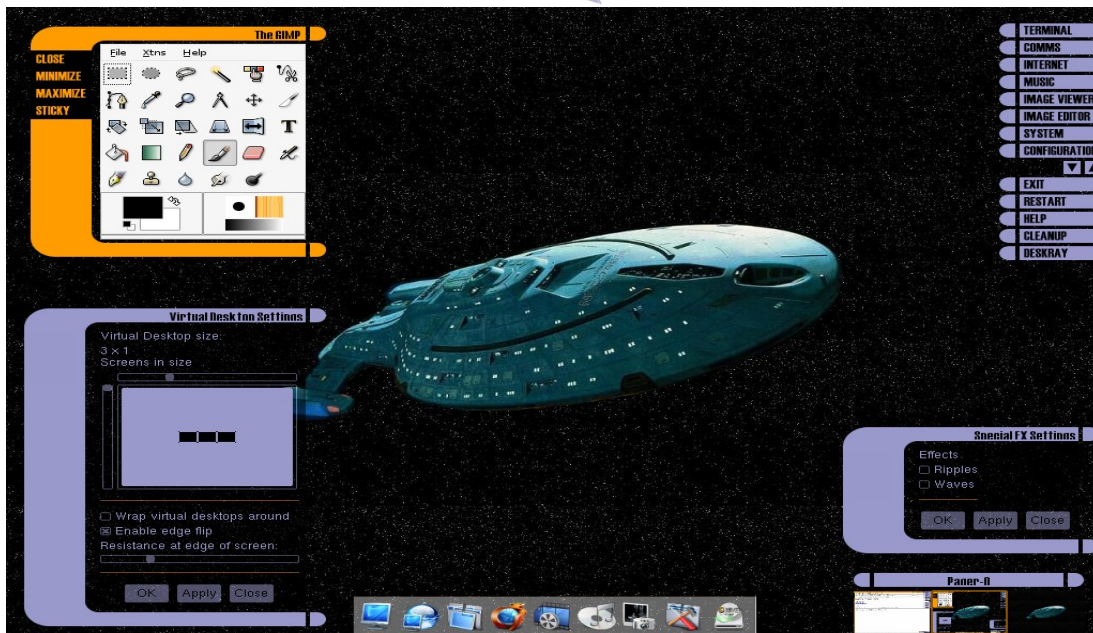 The GIMP
CLOSE
MINIMIZE
MAXIMIZE
STICKY
File Xtns Help
TERMINAL
COMMS
INTERNET
MUSIC
IMAGE VIEWER
IMAGE EDITOR
SYSTEM
CONFIGURATION
EXIT
RESTART
HELP
CLEANUP
DESKRAY
Virtual Desktop Settings
Virtual Desktop size:
3 x 1
Screens in size
Wrap virtual desktops around
Enable edge flip
Resistance at edge of screen:
OK Apply Close
Special FX Settings
Effects
Ripples
Waves
OK Apply Close
Pager-0